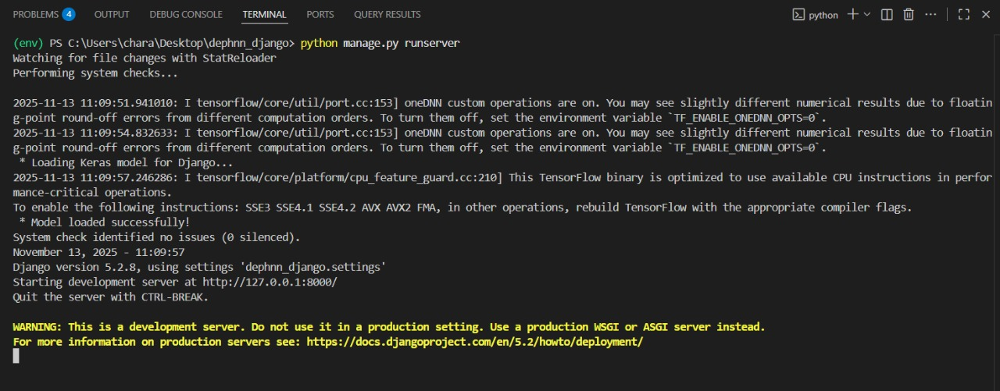 PROBLEMS 4 OUTPUT DEBUG CONSOLE TERMINAL PORTS QUERY RESULTS python
(env) PS C:\Users\chara\Desktop\dephnn_django> python manage.py runserver
Watching for file changes with StatReloader
Performing system checks...
2025-11-13 11:09:51.941010: I tensorflow/core/util/port.cc:153] oneDNN custom operations are on. You may see slightly different numerical results due to floatin
g-point round-off errors from different computation orders. To turn them off, set the environment variable `TF_ENABLE_ONEDNN_OPTS=0`.
2025-11-13 11:09:54.832633: I tensorflow/core/util/port.cc:153] oneDNN custom operations are on. You may see slightly different numerical results due to floatin
g-point round-off errors from different computation orders. To turn them off, set the environment variable `TF_ENABLE_ONEDNN_OPTS=0`.
 * Loading Keras model for Django...
2025-11-13 11:09:57.246286: I tensorflow/core/platform/cpu_feature_guard.cc:210] This TensorFlow binary is optimized to use available CPU instructions in perfor
mance-critical operations.
To enable the following instructions: SSE3 SSE4.1 SSE4.2 AVX AVX2 FMA, in other operations, rebuild TensorFlow with the appropriate compiler flags.
 * Model loaded successfully!
System check identified no issues (0 silenced).
November 13, 2025 - 11:09:57
Django version 5.2.8, using settings 'dephnn_django.settings'
Starting development server at http://127.0.0.1:8000/
Quit the server with CTRL-BREAK.
WARNING: This is a development server. Do not use it in a production setting. Use a production WSGI or ASGI server instead.
For more information on production servers see: https://docs.djangoproject.com/en/5.2/howto/deployment/